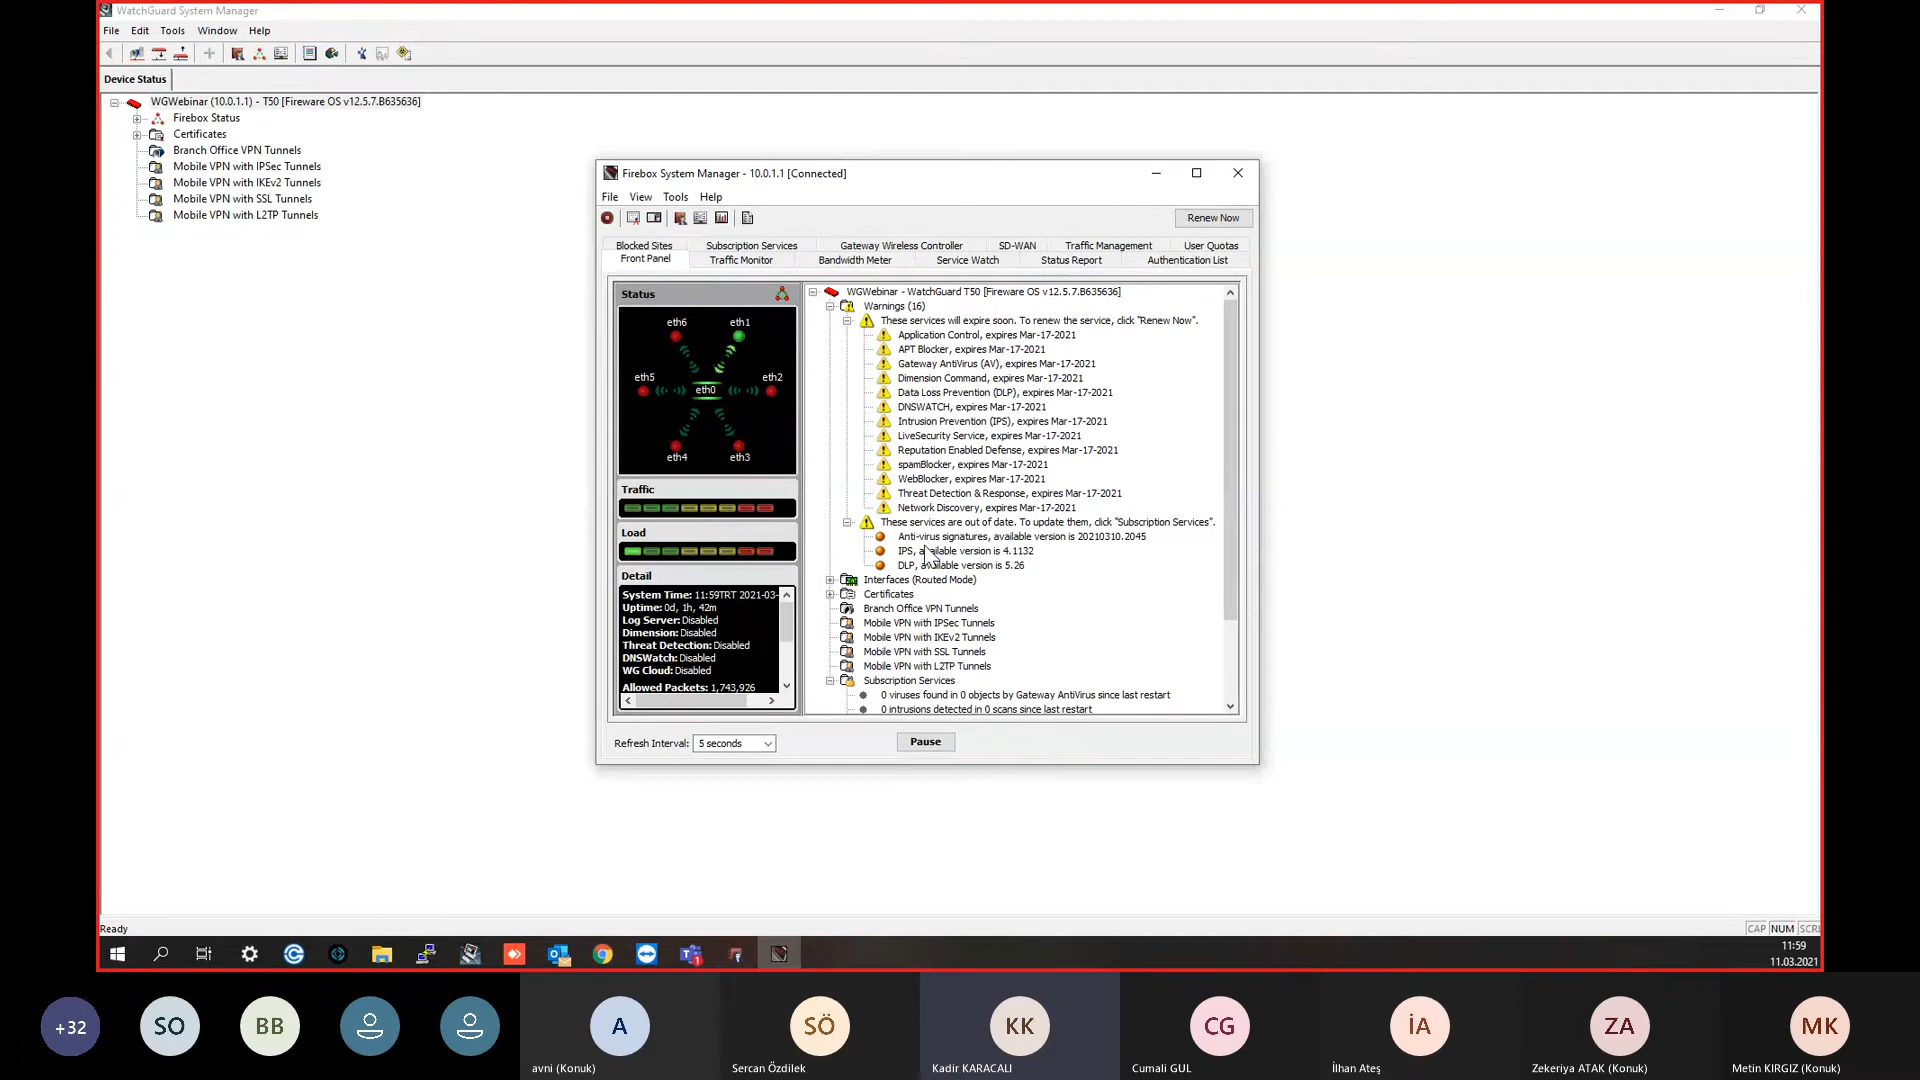 WatchGuard System Manager
File Edit Tools Window Help
Device Status
WGWebinar (10.0.1.1) - T50 [Fireware OS v12.5.7.B635636]
Firebox Status
Certificates
Branch Office VPN Tunnels
Mobile VPN with IPSec Tunnels
Mobile VPN with IKEv2 Tunnels
Mobile VPN with SSL Tunnels
Mobile VPN with L2TP Tunnels
Firebox System Manager - 10.0.1.1 [Connected]
File View Tools Help
Renew Now
Blocked Sites Subscription Services Gateway Wireless Controller SD-WAN Traffic Management User Quotas
Front Panel Traffic Monitor Bandwidth Meter Service Watch Status Report Authentication List
Status
eth6 eth1
eth5 eth0 eth2
eth4 eth3
Traffic
Load
Detail
System Time: 11:59TRT 2021-03-
Uptime: 0d, 1h, 42m
Log Server: Disabled
Dimension: Disabled
Threat Detection: Disabled
DNSWatch: Disabled
WG Cloud: Disabled
Allowed Packets: 1,743,926
WGWebinar - WatchGuard T50 [Fireware OS v12.5.7.B635636]
Warnings (16)
These services will expire soon. To renew the service, click "Renew Now".
Application Control, expires Mar-17-2021
APT Blocker, expires Mar-17-2021
Gateway AntiVirus (AV), expires Mar-17-2021
Dimension Command, expires Mar-17-2021
Data Loss Prevention (DLP), expires Mar-17-2021
DNSWATCH, expires Mar-17-2021
Intrusion Prevention (IPS), expires Mar-17-2021
LiveSecurity Service, expires Mar-17-2021
Reputation Enabled Defense, expires Mar-17-2021
spamBlocker, expires Mar-17-2021
WebBlocker, expires Mar-17-2021
Threat Detection & Response, expires Mar-17-2021
Network Discovery, expires Mar-17-2021
These services are out of date. To update them, click "Subscription Services".
Anti-virus signatures, available version is 20210310.2045
IPS, available version is 4.1132
DLP, available version is 5.26
Interfaces (Routed Mode)
Certificates
Branch Office VPN Tunnels
Mobile VPN with IPSec Tunnels
Mobile VPN with IKEv2 Tunnels
Mobile VPN with SSL Tunnels
Mobile VPN with L2TP Tunnels
Subscription Services
0 viruses found in 0 objects by Gateway AntiVirus since last restart
0 intrusions detected in 0 scans since last restart
Refresh Interval: 5 seconds
Pause
Ready
CAP NUM SCRL
11:59
11.03.2021
+32 SO BB A SÖ KK CG İA ZA MK
avni (Konuk) Sercan Özdilek Kadir KARACALI Cumali GUL İlhan Ateş Zekeriya ATAK (Konuk) Metin KIRGIZ (Konuk)